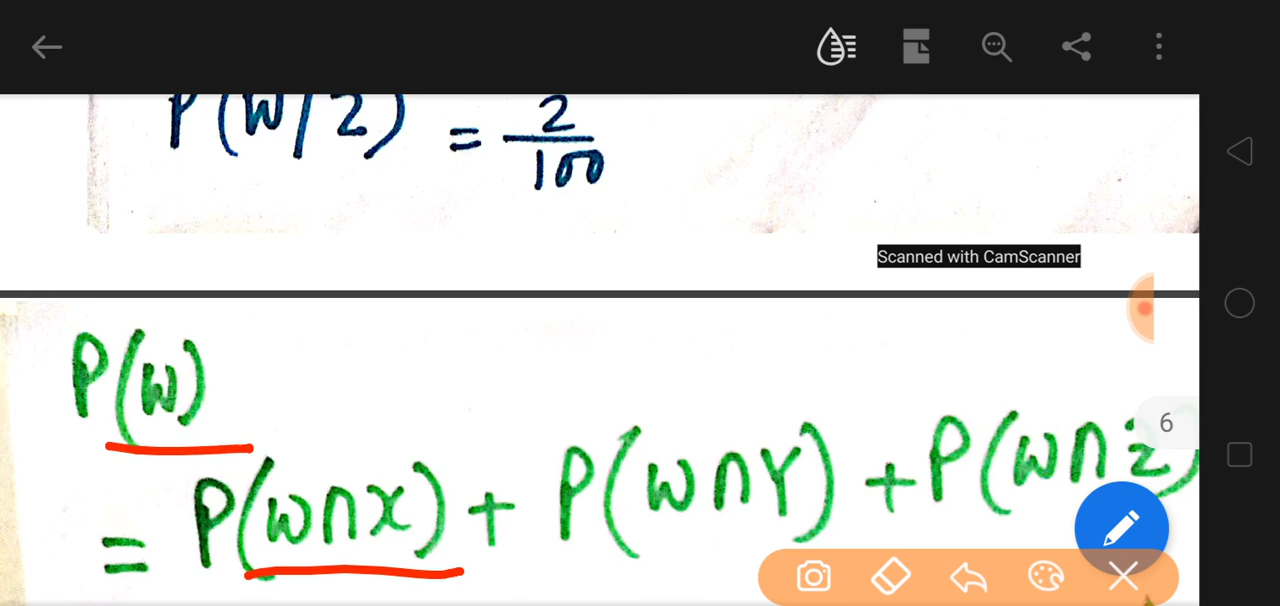 P(W/Z) = 2/100
Scanned with CamScanner
P(W)
6
= P(W∩X) + P(W∩Y) + P(W∩Z)